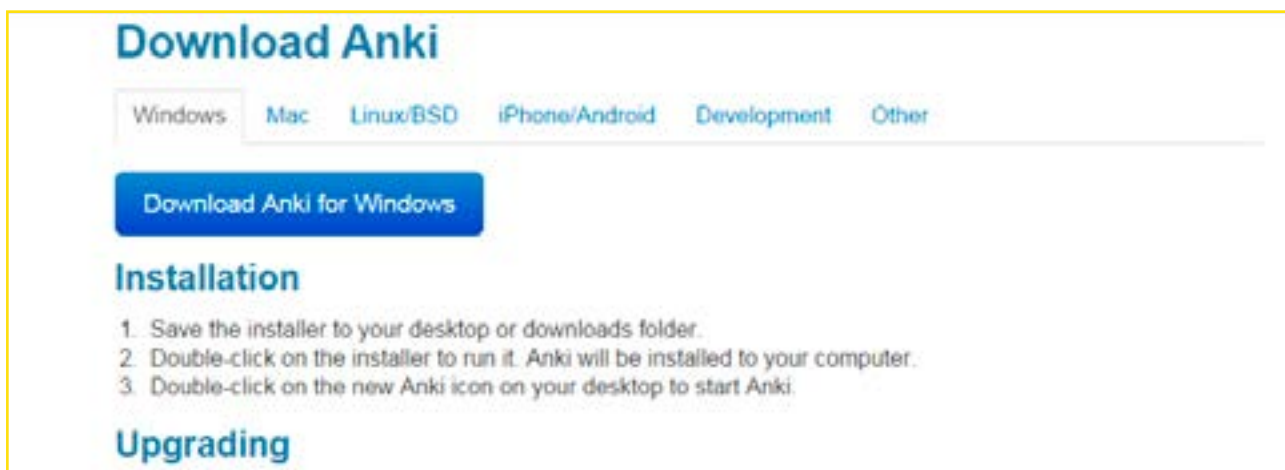 Download Anki
Windows Mac Linux/BSD iPhone/Android Development Other
Download Anki for Windows
Installation
1. Save the installer to your desktop or downloads folder.
2. Double-click on the installer to run it. Anki will be installed to your computer.
3. Double-click on the new Anki icon on your desktop to start Anki.
Upgrading